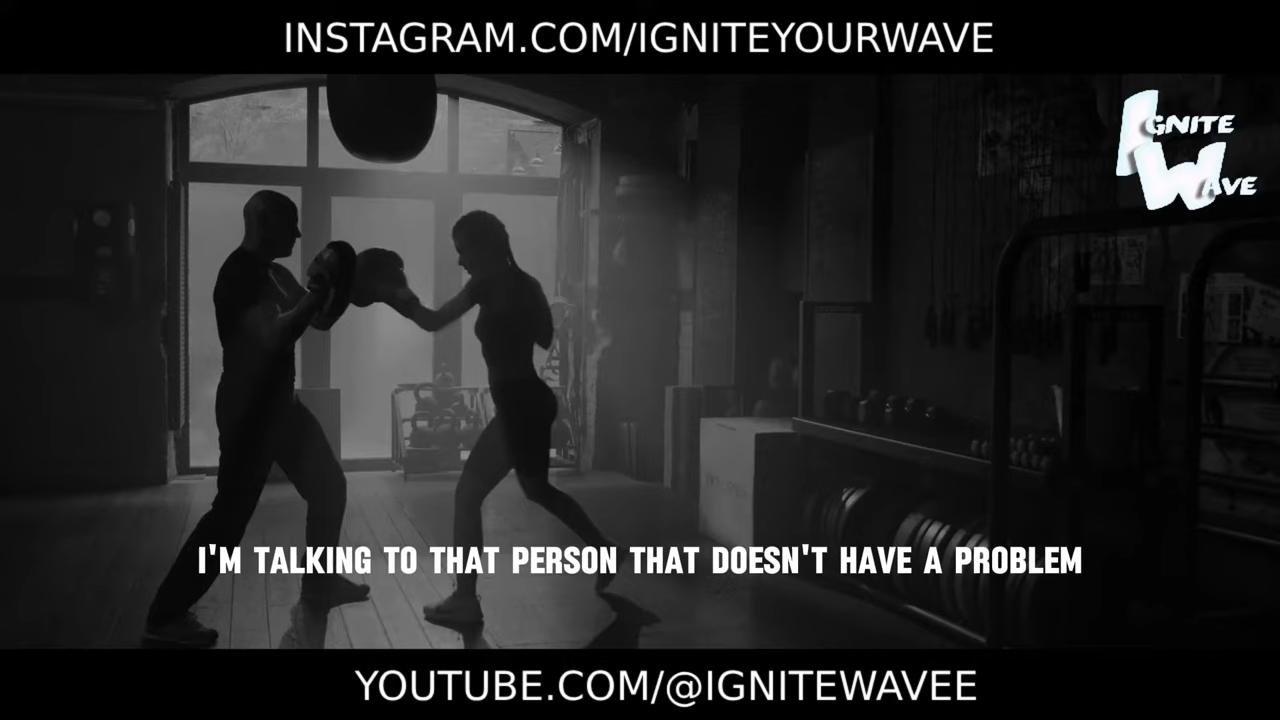 INSTAGRAM.COM/IGNITEYOURWAVE
IGNITE
WAVE
I'M TALKING TO THAT PERSON THAT DOESN'T HAVE A PROBLEM
YOUTUBE.COM/@IGNITEWAVEE